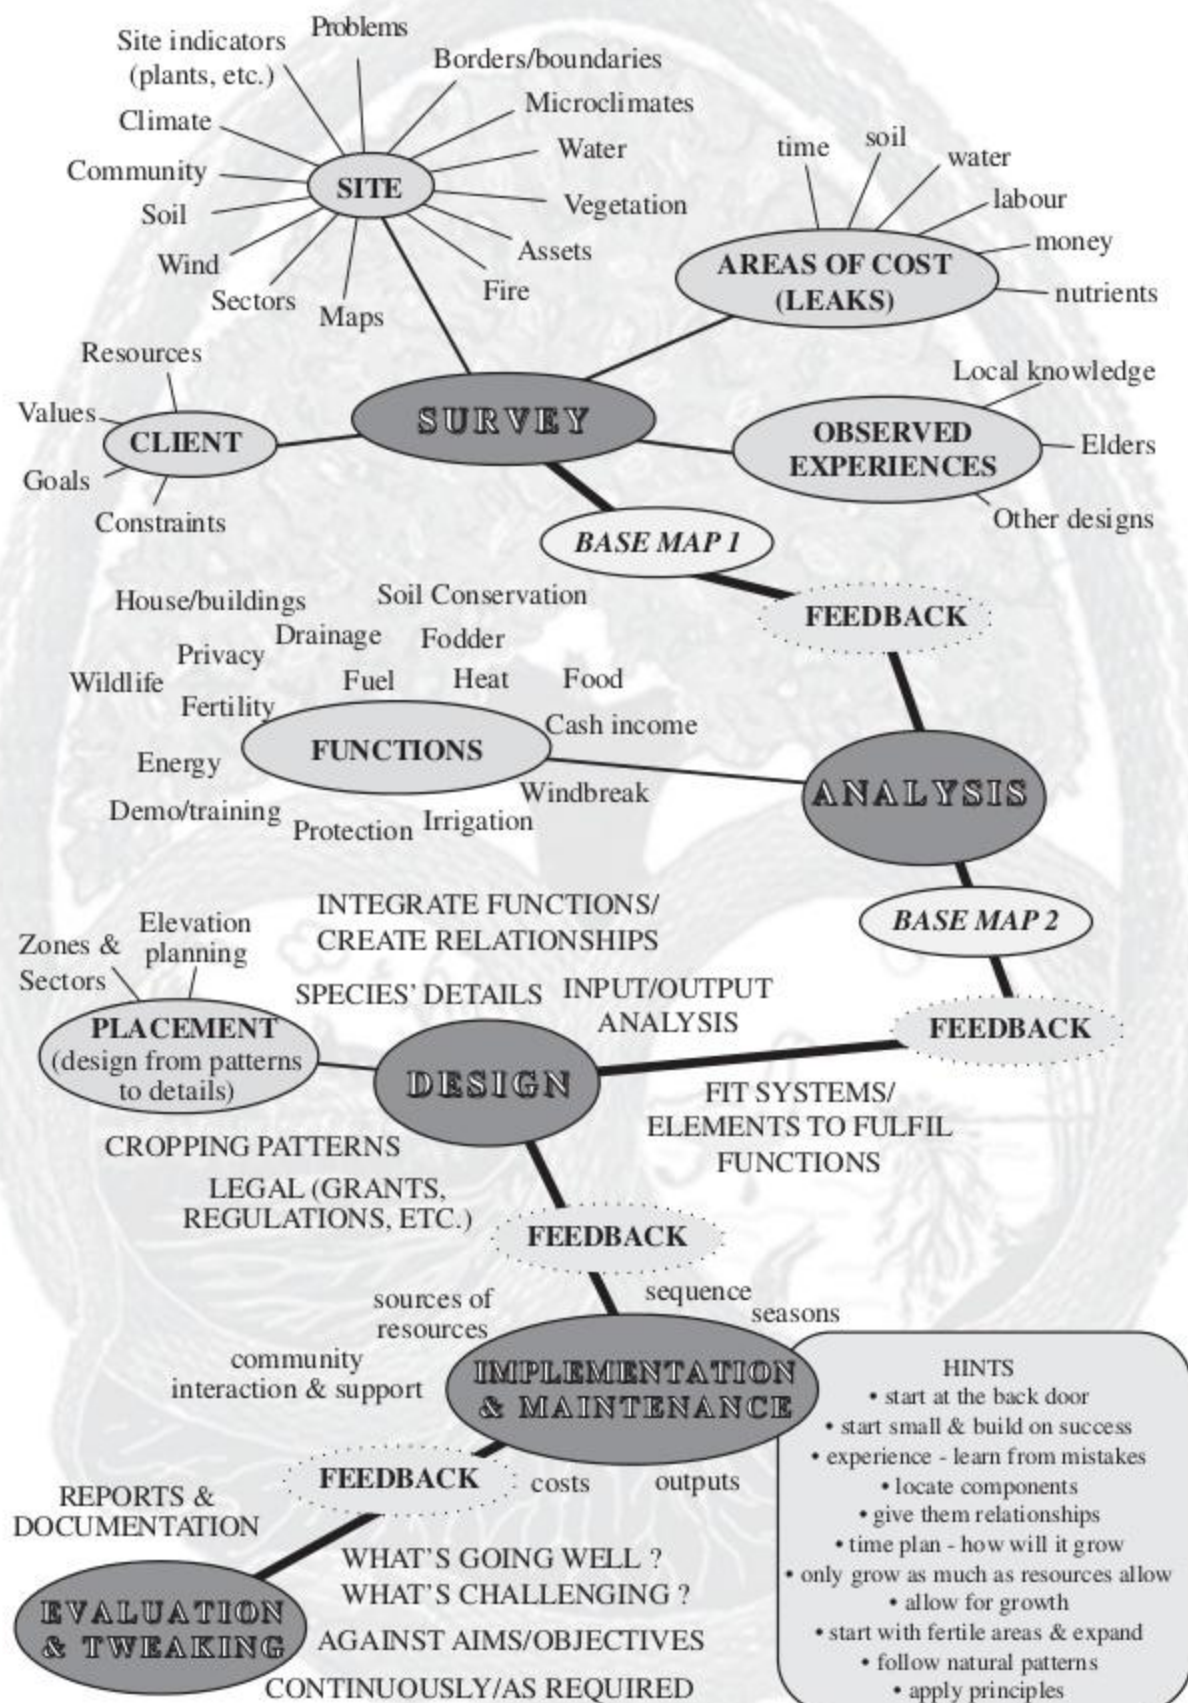 Problems
Site indicators
(plants, etc.)
Borders/boundaries
Climate
Microclimates
Community
Water
SITE
Soil
Vegetation
Wind
Assets
Sectors
Fire
Maps
time
soil
water
labour
AREAS OF COST
(LEAKS)
money
nutrients
Resources
Values
CLIENT
Goals
Constraints
SURVEY
Local knowledge
OBSERVED
EXPERIENCES
Elders
Other designs
BASE MAP 1
FEEDBACK
House/buildings
Soil Conservation
Drainage
Fodder
Privacy
Wildlife
Fuel
Heat
Food
Fertility
Cash income
FUNCTIONS
Energy
Windbreak
Demo/training
Protection
Irrigation
ANALYSIS
BASE MAP 2
FEEDBACK
INTEGRATE FUNCTIONS/
CREATE RELATIONSHIPS
Elevation
planning
Zones &
Sectors
SPECIES' DETAILS
INPUT/OUTPUT
ANALYSIS
PLACEMENT
(design from patterns
to details)
DESIGN
FIT SYSTEMS/
ELEMENTS TO FULFIL
FUNCTIONS
CROPPING PATTERNS
LEGAL (GRANTS,
REGULATIONS, ETC.)
FEEDBACK
sources of
resources
sequence
seasons
community
interaction & support
IMPLEMENTATION
& MAINTENANCE
FEEDBACK
costs
outputs
HINTS
• start at the back door
• start small & build on success
• experience - learn from mistakes
• locate components
• give them relationships
• time plan - how will it grow
• only grow as much as resources allow
• allow for growth
• start with fertile areas & expand
• follow natural patterns
• apply principles
REPORTS &
DOCUMENTATION
EVALUATION
& TWEAKING
WHAT'S GOING WELL ?
WHAT'S CHALLENGING ?
AGAINST AIMS/OBJECTIVES
CONTINUOUSLY/AS REQUIRED